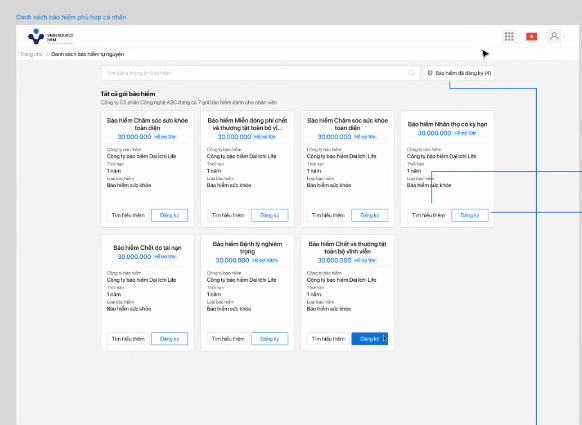 Danh sách bảo hiểm phù hợp cá nhân
VNRESOURCE
HRM
Trang chủ / Danh sách bảo hiểm tự nguyện
Tìm kiếm thông tin bảo hiểm
Bảo hiểm đã đăng ký (4)
Tất cả gói bảo hiểm
Công ty Cổ phần Công nghệ ABC đang có 7 gói bảo hiểm dành cho nhân viên
Bảo hiểm Chăm sóc sức khỏe
toàn diện
30.000.000 Hỗ trợ 10%
Công ty bảo hiểm
Công ty bảo hiểm Dai Ichi Life
Thời hạn
1 năm
Loại bảo hiểm
Bảo hiểm sức khỏe
Tìm hiểu thêm
Đăng ký
Bảo hiểm Miễn đóng phí chết
và thương tật toàn bộ vĩ...
30.000.000 Hỗ trợ 10%
Công ty bảo hiểm
Công ty bảo hiểm Dai Ichi Life
Thời hạn
1 năm
Loại bảo hiểm
Bảo hiểm sức khỏe
Tìm hiểu thêm
Đăng ký
Bảo hiểm Chăm sóc sức khỏe
toàn diện
30.000.000 Hỗ trợ 10%
Công ty bảo hiểm
Công ty bảo hiểm Dai Ichi Life
Thời hạn
1 năm
Loại bảo hiểm
Bảo hiểm sức khỏe
Tìm hiểu thêm
Đăng ký
Bảo hiểm Nhân thọ có kỳ hạn
30.000.000 Hỗ trợ 10%
Công ty bảo hiểm
Công ty bảo hiểm Dai Ichi Life
Thời hạn
1 năm
Loại bảo hiểm
Bảo hiểm sức khỏe
Tìm hiểu thêm
Đăng ký
Bảo hiểm Chết do tai nạn
30.000.000 Hỗ trợ 10%
Công ty bảo hiểm
Công ty bảo hiểm Dai Ichi Life
Thời hạn
1 năm
Loại bảo hiểm
Bảo hiểm sức khỏe
Tìm hiểu thêm
Đăng ký
Bảo hiểm Bệnh lý nghiêm
trọng
30.000.000 Hỗ trợ 100%
Công ty bảo hiểm
Công ty bảo hiểm Dai Ichi Life
Thời hạn
1 năm
Loại bảo hiểm
Bảo hiểm sức khỏe
Tìm hiểu thêm
Đăng ký
Bảo hiểm Chết và thương tật
toàn bộ vĩnh viễn
30.000.000 Hỗ trợ 10%
Công ty bảo hiểm
Công ty bảo hiểm Dai Ichi Life
Thời hạn
1 năm
Loại bảo hiểm
Bảo hiểm sức khỏe
Tìm hiểu thêm
Đăng ký